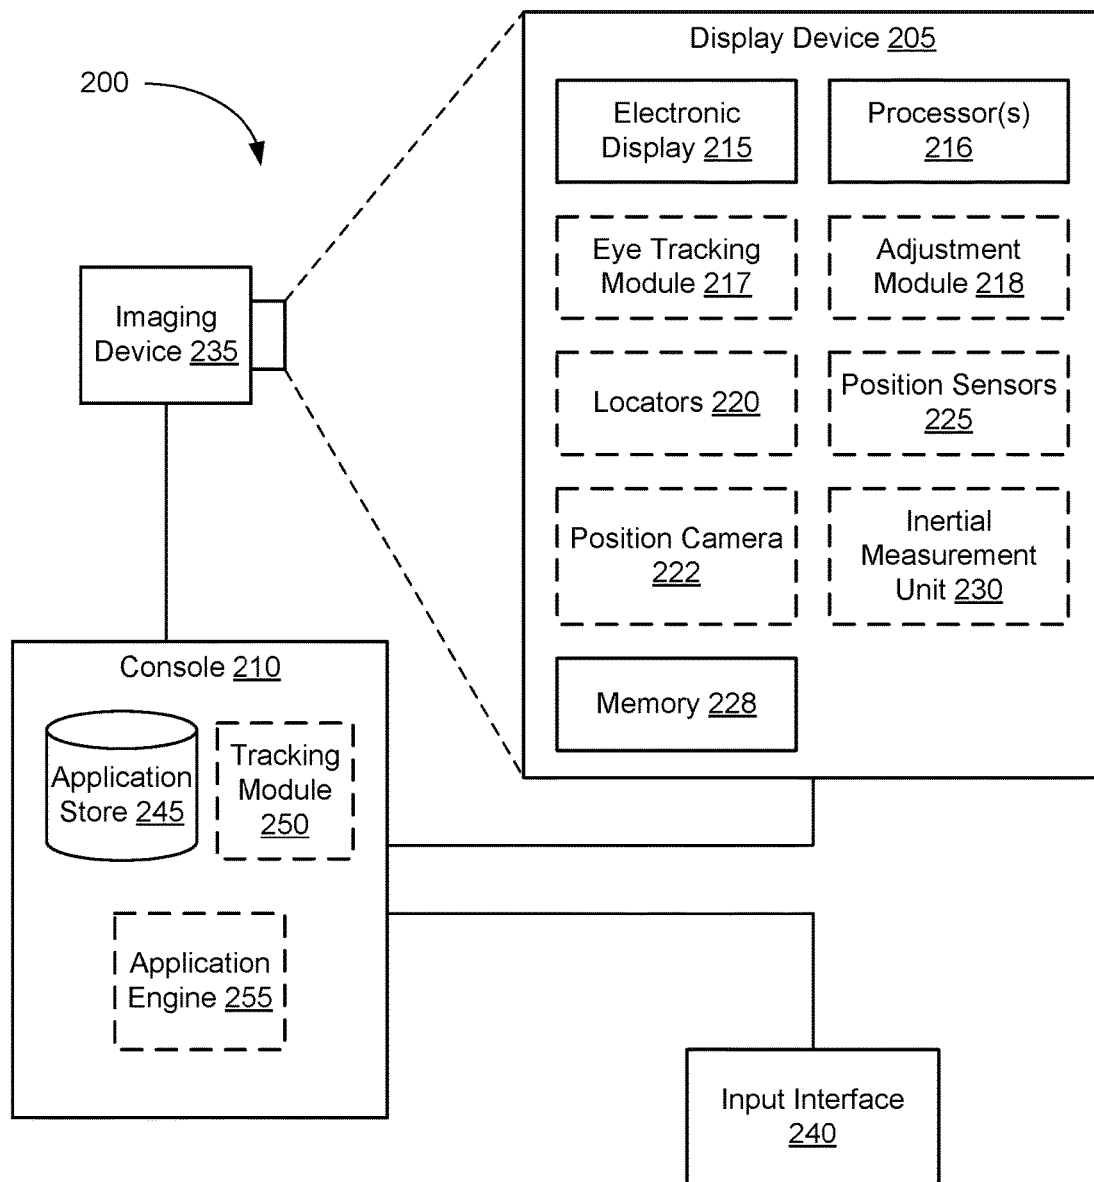 200
Display Device 205
Electronic
Display 215
Processor(s)
216
Eye Tracking
Module 217
Adjustment
Module 218
Imaging
Device 235
Locators 220
Position Sensors
225
Position Camera
222
Inertial
Measurement
Unit 230
Memory 228
Console 210
Application
Store 245
Tracking
Module
250
Application
Engine 255
Input Interface
240